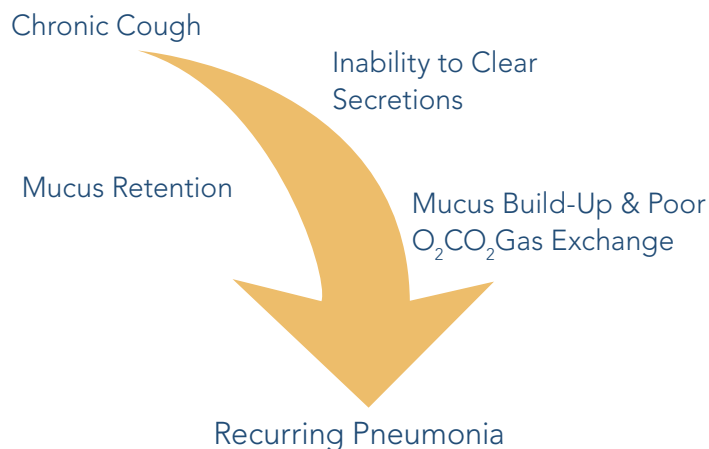 Chronic Cough
Inability to Clear
Secretions
Mucus Retention
Mucus Build-Up & Poor
O₂CO₂Gas Exchange
Recurring Pneumonia